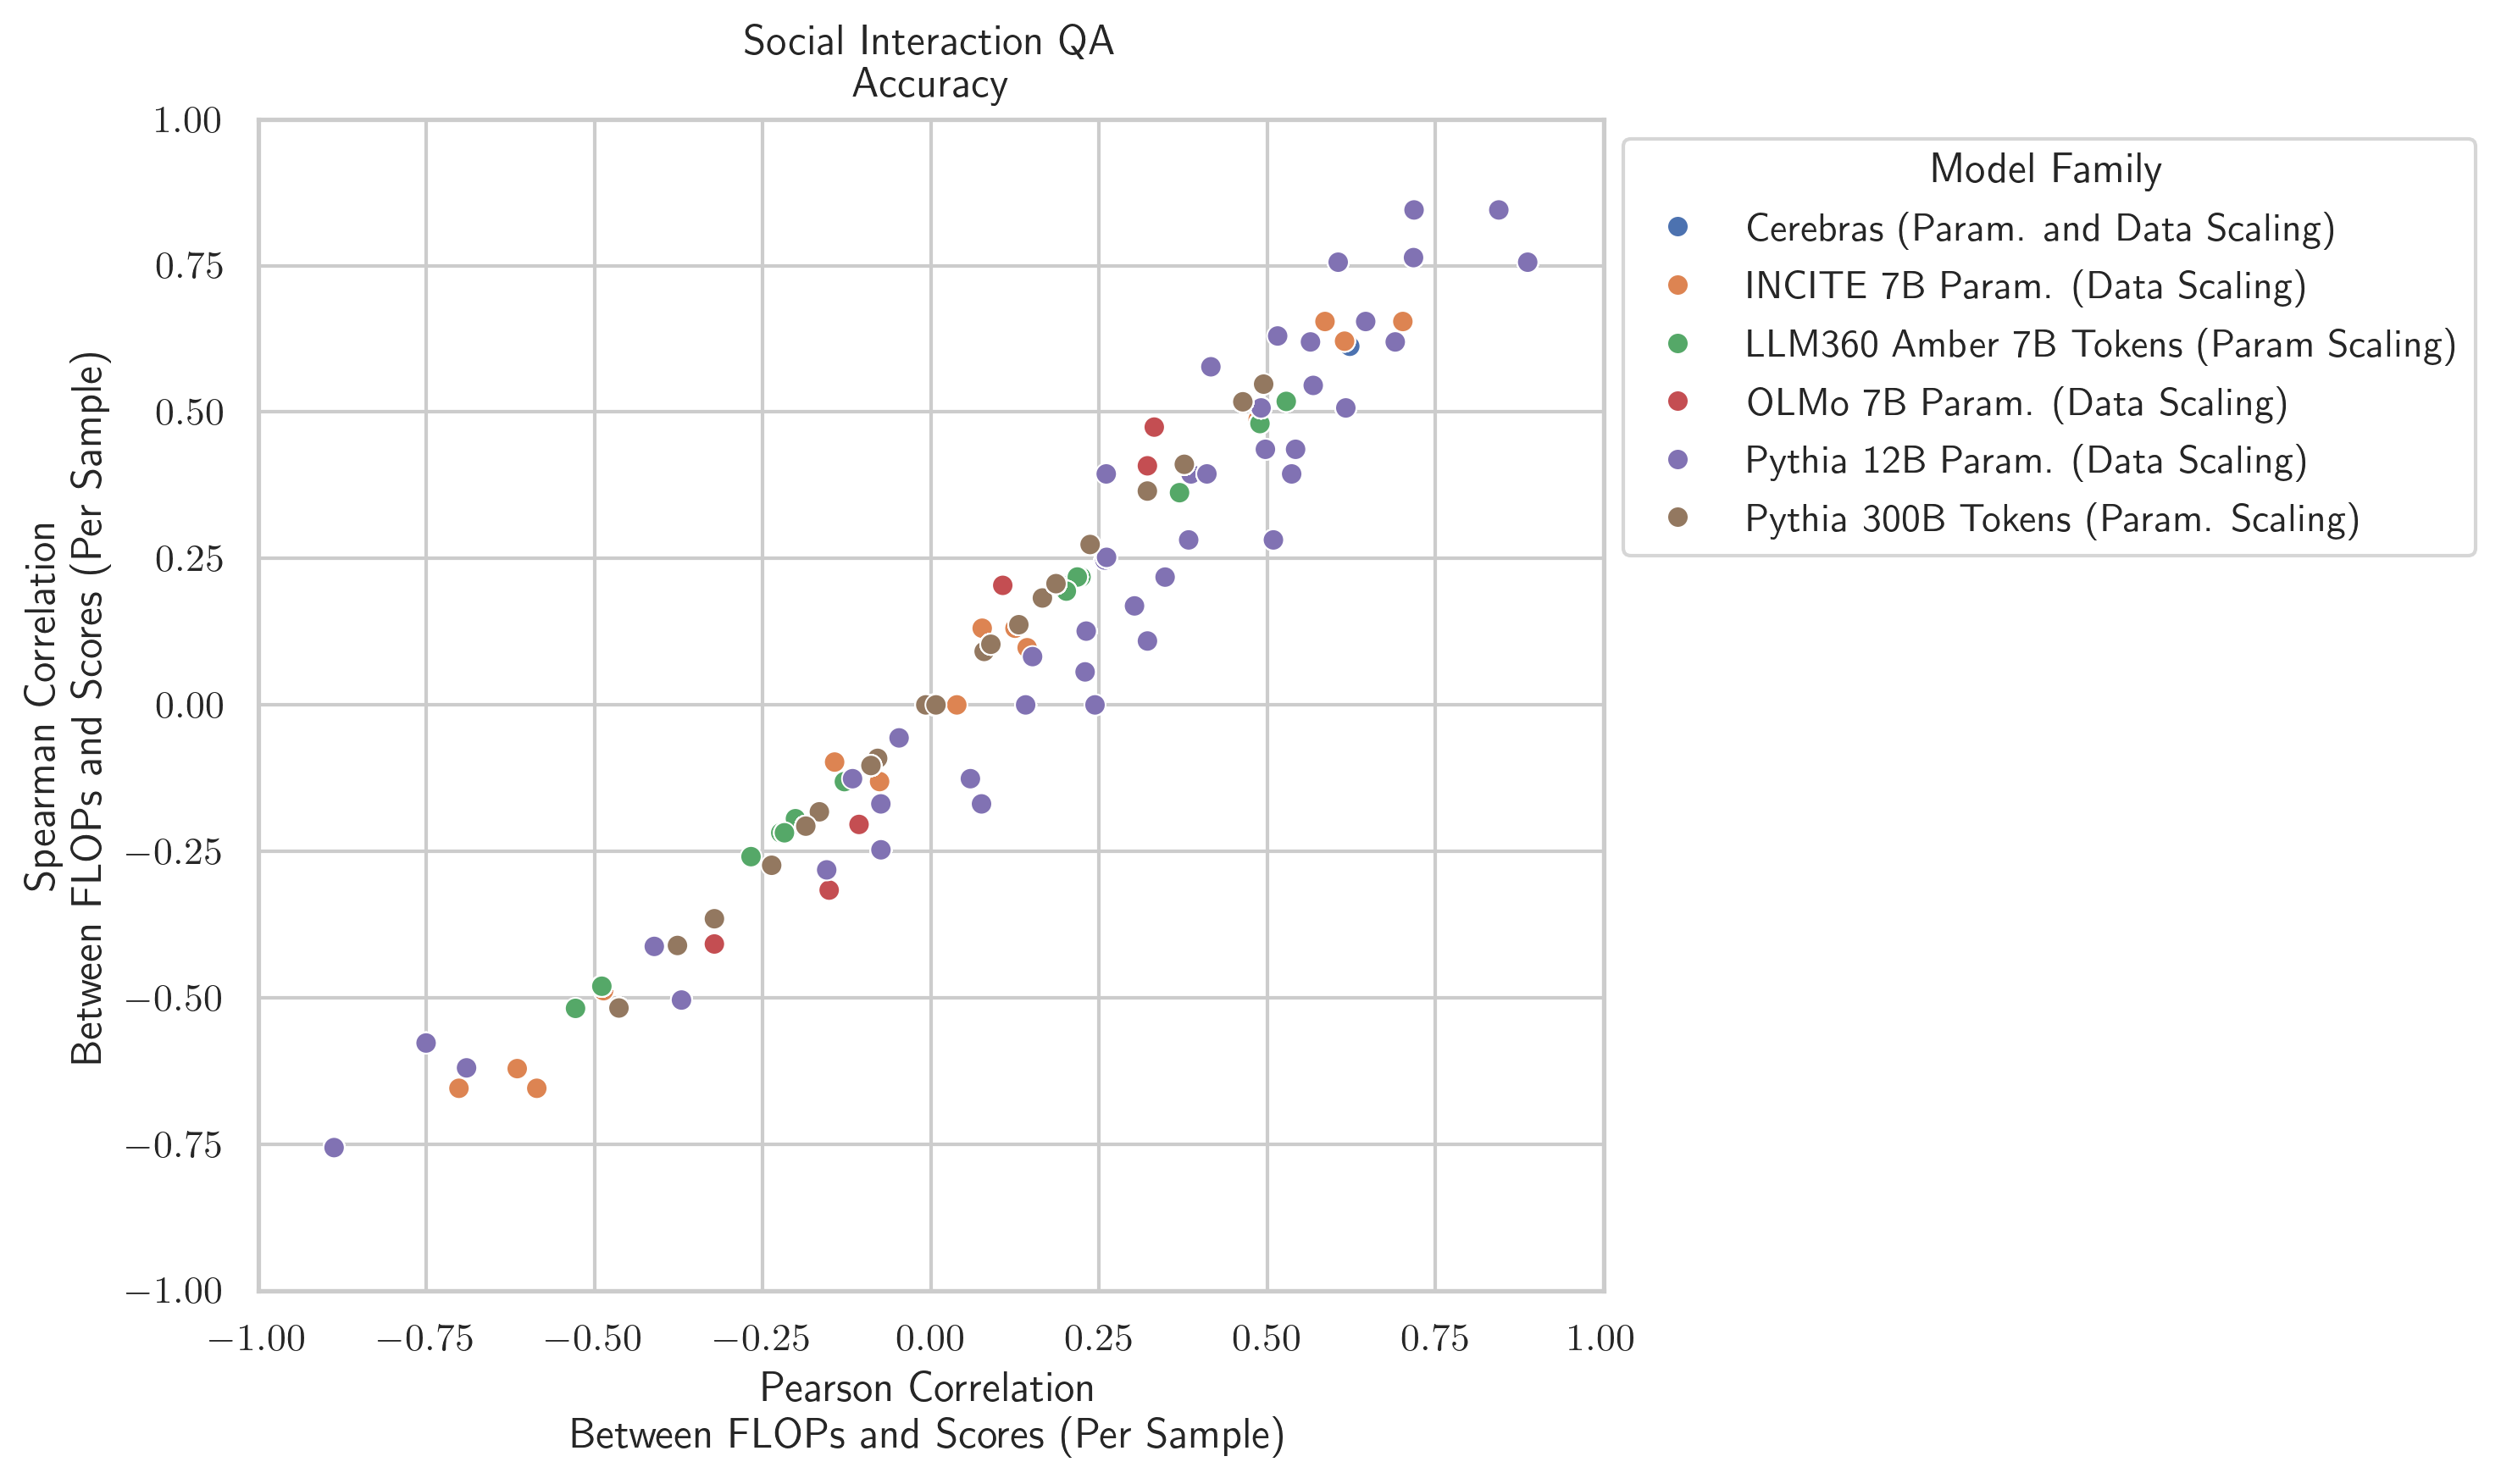 Social Interaction QA
Accuracy
1.00
0.75
0.50
0.25
0.00
−0.25
−0.50
−0.75
−1.00
Spearman Correlation
Between FLOPs and Scores (Per Sample)
−1.00 −0.75 −0.50 −0.25 0.00 0.25 0.50 0.75 1.00
Pearson Correlation
Between FLOPs and Scores (Per Sample)
Model Family
Cerebras (Param. and Data Scaling)
INCITE 7B Param. (Data Scaling)
LLM360 Amber 7B Tokens (Param Scaling)
OLMo 7B Param. (Data Scaling)
Pythia 12B Param. (Data Scaling)
Pythia 300B Tokens (Param. Scaling)